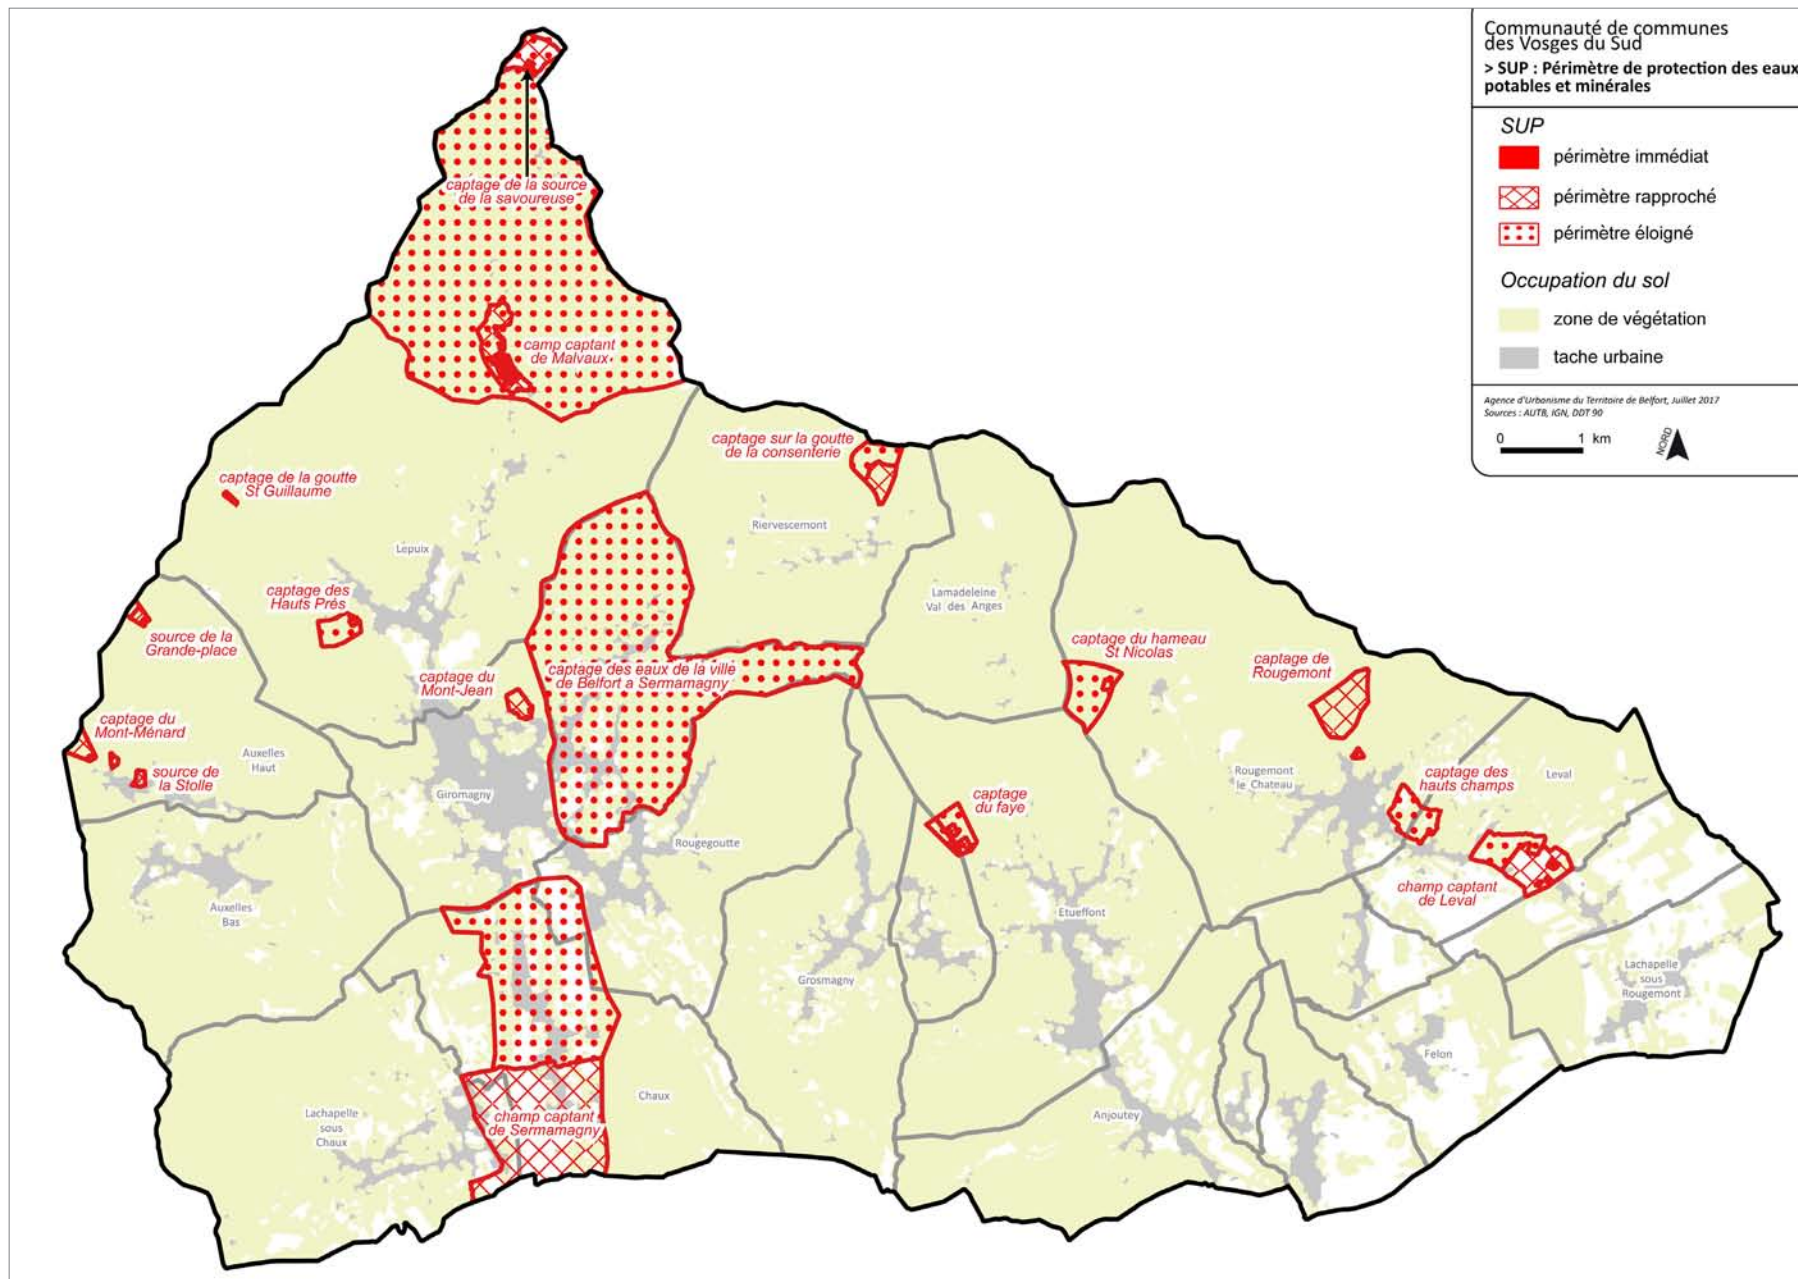 Communauté de communes
des Vosges du Sud
> SUP : Périmètre de protection des eaux
potables et minérales
SUP
périmètre immédiat
périmètre rapproché
périmètre éloigné
Occupation du sol
zone de végétation
tache urbaine
Agence d'Urbanisme du Territoire de Belfort, Juillet 2017
Sources : AUTB, IGN, DDT 90
0 1 km
NORD
captage de la source
de la savoureuse
camp captant
de Malvaux
captage sur la goutte
de la consenterie
captage de la goutte
St Guillaume
Riervescemont
Lepuix
captage des
Hauts Prés
Lamadeleine
Val des Anges
source de la
Grande-place
captage du hameau
St Nicolas
captage de
Rougemont
captage des eaux de la ville
de Belfort a Sermamagny
captage du
Mont-Jean
captage du
Mont-Ménard
Auxelles
Haut
source de
la Stolle
Giromagny
captage
du faye
Rougemont
le Chateau
captage des
hauts champs
Leval
Rougegoutte
champ captant
de Leval
Auxelles
Bas
Etueffont
Grosmagny
Lachapelle
sous
Rougemont
Felon
Chaux
Lachapelle
sous
Chaux
champ captant
de Sermamagny
Anjoutey